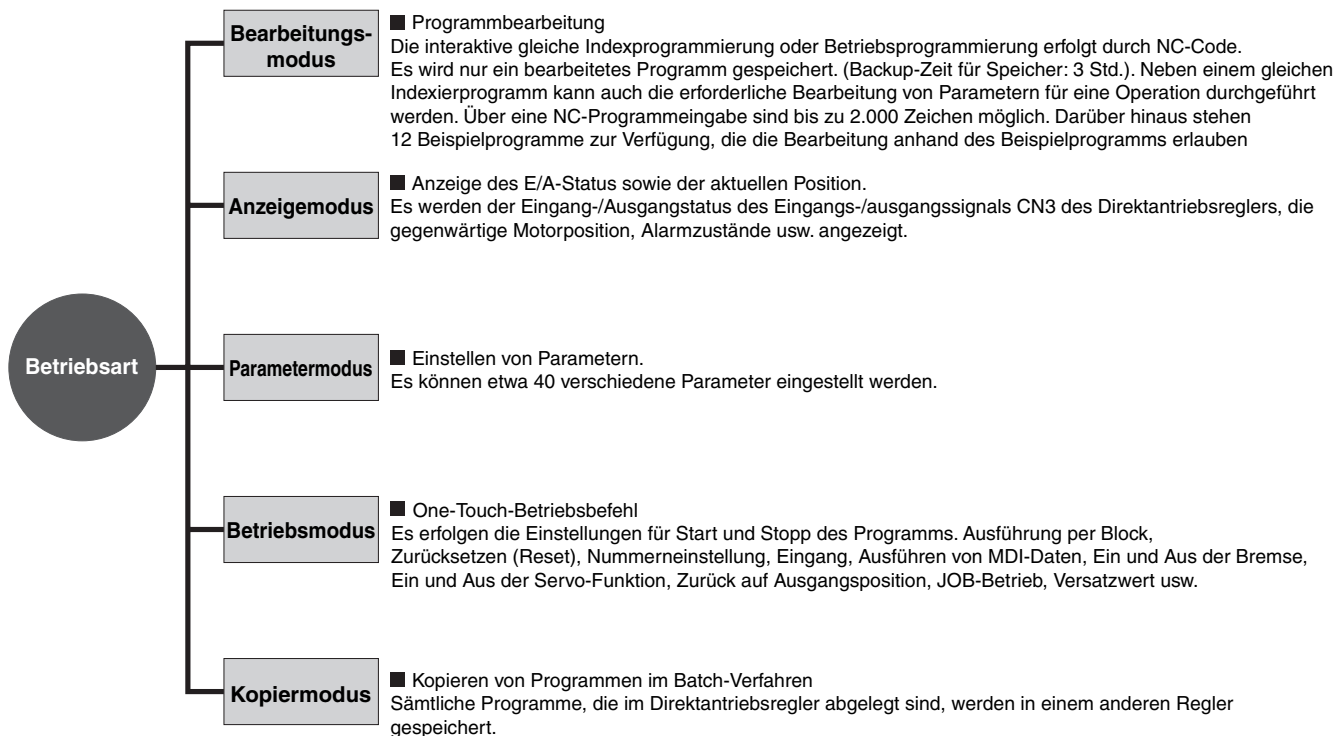 Betriebsart
Bearbeitungs-
modus
■ Programmbearbeitung
Die interaktive gleiche Indexprogrammierung oder Betriebsprogrammierung erfolgt durch NC-Code.
Es wird nur ein bearbeitetes Programm gespeichert. (Backup-Zeit für Speicher: 3 Std.). Neben einem gleichen
Indexierprogramm kann auch die erforderliche Bearbeitung von Parametern für eine Operation durchgeführt
werden. Über eine NC-Programmeingabe sind bis zu 2.000 Zeichen möglich. Darüber hinaus stehen
12 Beispielprogramme zur Verfügung, die die Bearbeitung anhand des Beispielprogramms erlauben
Anzeigemodus
■ Anzeige des E/A-Status sowie der aktuellen Position.
Es werden der Eingang-/Ausgangstatus des Eingangs-/ausgangssignals CN3 des Direktantriebsreglers, die
gegenwärtige Motorposition, Alarmzustände usw. angezeigt.
Parametermodus
■ Einstellen von Parametern.
Es können etwa 40 verschiedene Parameter eingestellt werden.
Betriebsmodus
■ One-Touch-Betriebsbefehl
Es erfolgen die Einstellungen für Start und Stopp des Programms. Ausführung per Block,
Zurücksetzen (Reset), Nummerneinstellung, Eingang, Ausführen von MDI-Daten, Ein und Aus der Bremse,
Ein und Aus der Servo-Funktion, Zurück auf Ausgangsposition, JOB-Betrieb, Versatzwert usw.
Kopiermodus
■ Kopieren von Programmen im Batch-Verfahren
Sämtliche Programme, die im Direktantriebsregler abgelegt sind, werden in einem anderen Regler
gespeichert.